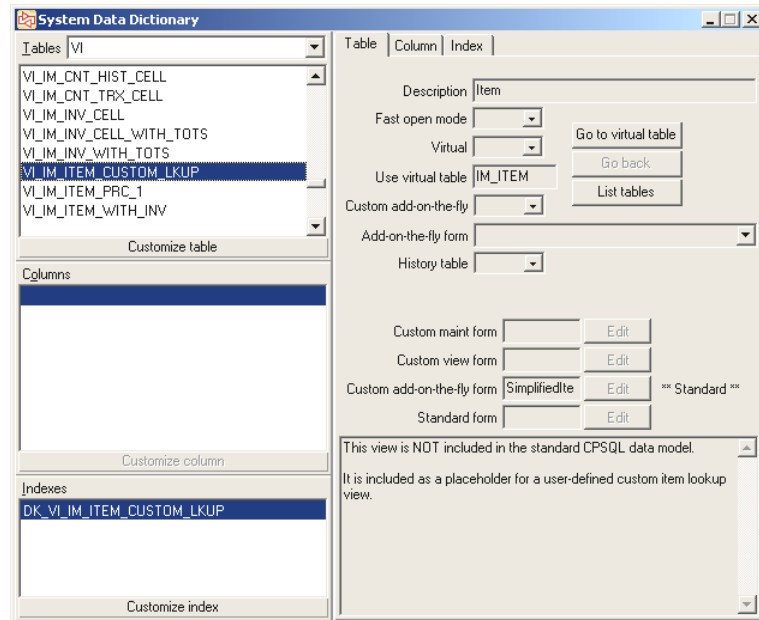 System Data Dictionary
Tables VI
VI_IM_CNT_HIST_CELL
VI_IM_CNT_TRX_CELL
VI_IM_INV_CELL
VI_IM_INV_CELL_WITH_TOTS
VI_IM_INV_WITH_TOTS
VI_IM_ITEM_CUSTOM_LKUP
VI_IM_ITEM_PRC_1
VI_IM_ITEM_WITH_INV
Customize table
Columns
Customize column
Indexes
DK_VI_IM_ITEM_CUSTOM_LKUP
Customize index
Table Column Index
Description Item
Fast open mode
Virtual
Go to virtual table
Go back
Use virtual table IM_ITEM
List tables
Custom add-on-the-fly
Add-on-the-fly form
History table
Custom maint form Edit
Custom view form Edit
Custom add-on-the-fly form SimplifiedIte Edit ** Standard **
Standard form Edit
This view is NOT included in the standard CPSQL data model.
It is included as a placeholder for a user-defined custom item lookup
view.